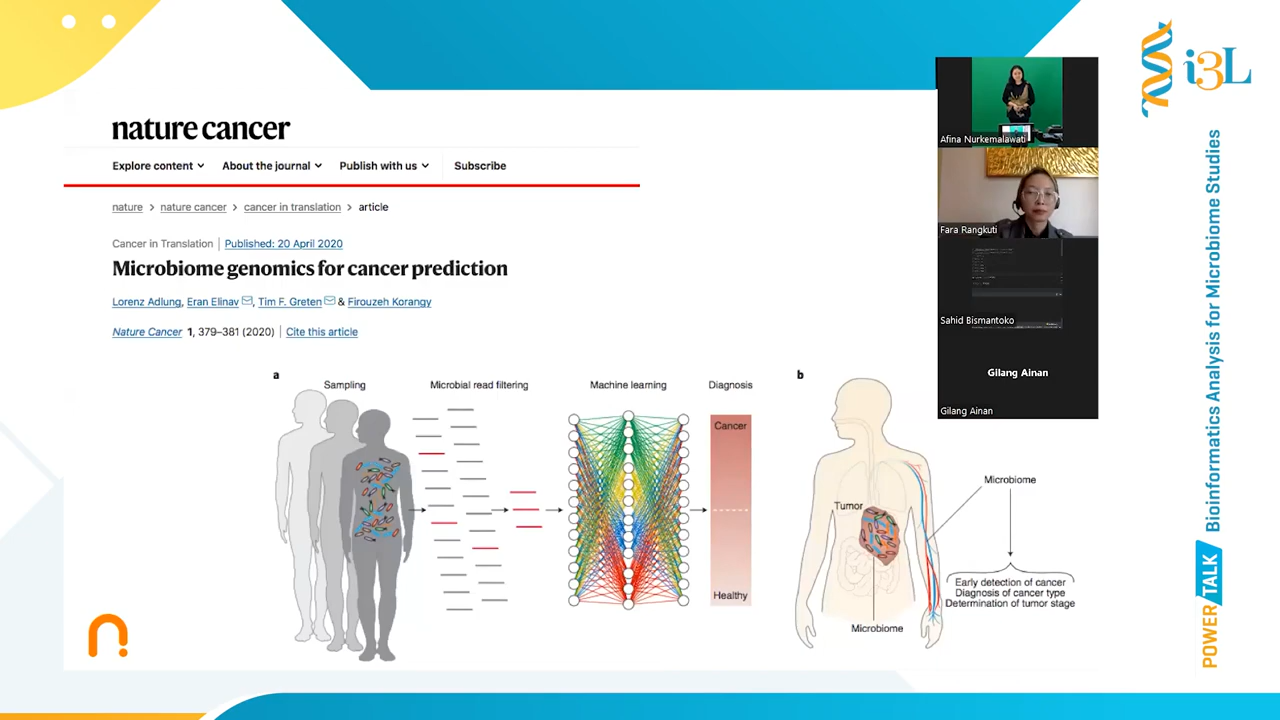 nature cancer
Explore content About the journal Publish with us Subscribe
nature > nature cancer > cancer in translation > article
Cancer in Translation | Published: 20 April 2020
Microbiome genomics for cancer prediction
Lorenz Adlung, Eran Elinav, Tim F. Greten & Firouzeh Korangy
Nature Cancer 1, 379–381 (2020) | Cite this article
a
Sampling
Microbial read filtering
Machine learning
Diagnosis
Cancer
Healthy
b
Tumor
Microbiome
Microbiome
Early detection of cancer
Diagnosis of cancer type
Determination of tumor stage
Afina Nurkemalawati
Fara Rangkuti
Sahid Bismantoko
Gilang Ainan
Gilang Ainan
i3L
POWER TALK Bioinformatics Analysis for Microbiome Studies